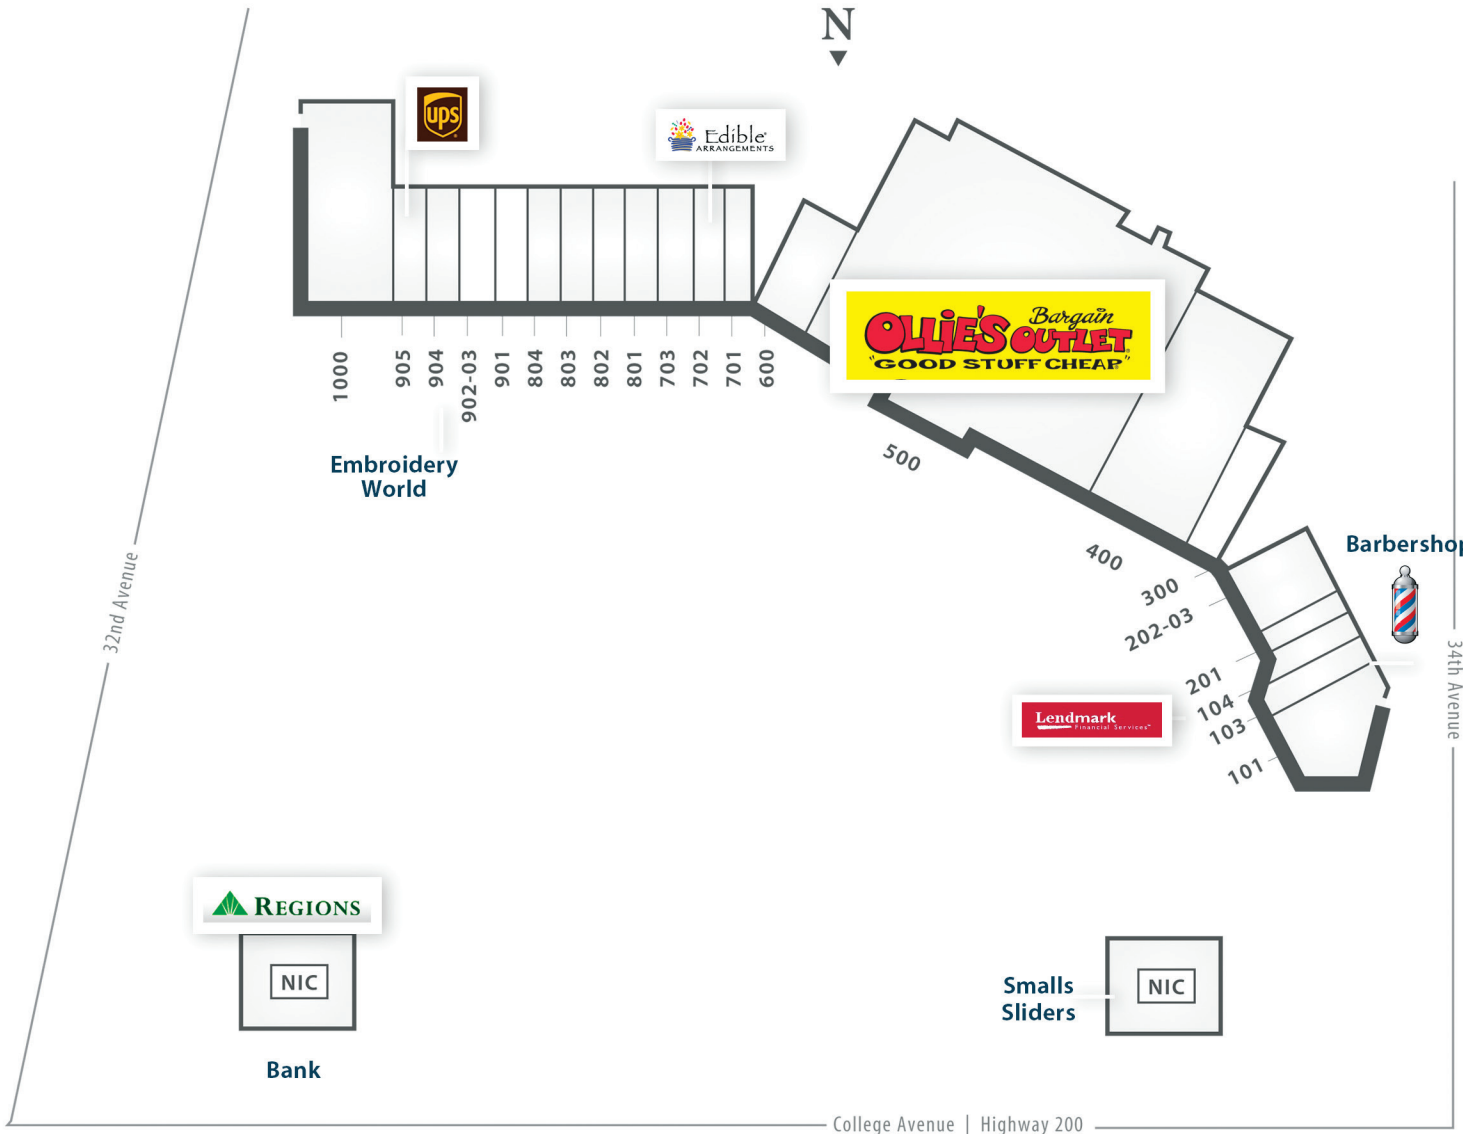 N
ups
Edible
ARRANGEMENTS
Bargain
OLLIE'S OUTLET
"GOOD STUFF CHEAP"
1000
905
904
902-03
901
804
803
802
801
703
702
701
600
Embroidery
World
500
400
300
202-03
201
104
103
101
Barbershop
32nd Avenue
34th Avenue
Lendmark
Financial Services
REGIONS
NIC
Bank
Smalls
Sliders
NIC
College Avenue | Highway 200